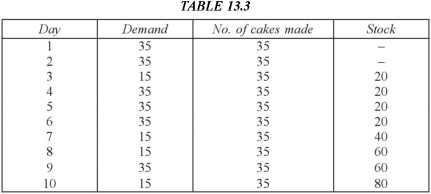 TABLE 13.3
Day Demand No. of cakes made Stock
1 35 35 –
2 35 35 –
3 15 35 20
4 35 35 20
5 35 35 20
6 35 35 20
7 15 35 40
8 15 35 60
9 35 35 60
10 15 35 80